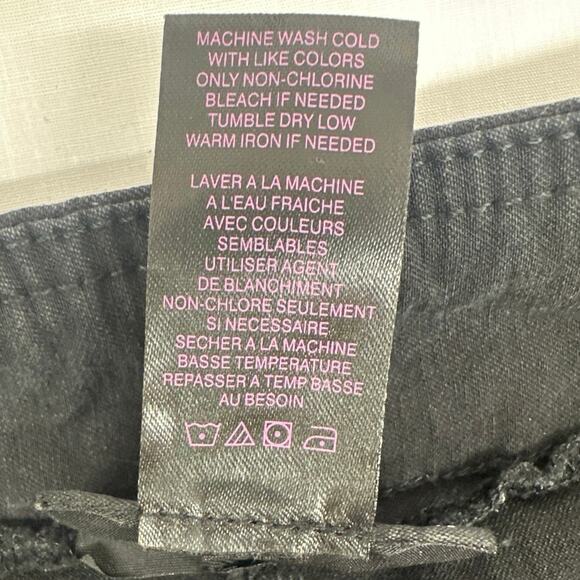 MACHINE WASH COLD
WITH LIKE COLORS
ONLY NON-CHLORINE
BLEACH IF NEEDED
TUMBLE DRY LOW
WARM IRON IF NEEDED
LAVER A LA MACHINE
A L'EAU FRAICHE
AVEC COULEURS
SEMBLABLES
UTILISER AGENT
DE BLANCHIMENT
NON-CHLORE SEULEMENT
SI NECESSAIRE
SECHER A LA MACHINE
BASSE TEMPERATURE
REPASSER A TEMP BASSE
AU BESOIN